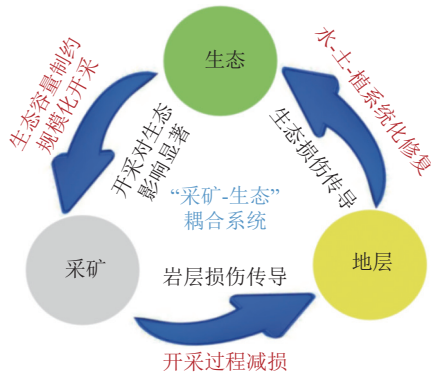 生态
生态容量制约
规模化开采
开采对生态
影响显著
水-土-植系统化修复
生态损伤传导
“采矿-生态”
耦合系统
采矿
地层
岩层损伤传导
开采过程减损